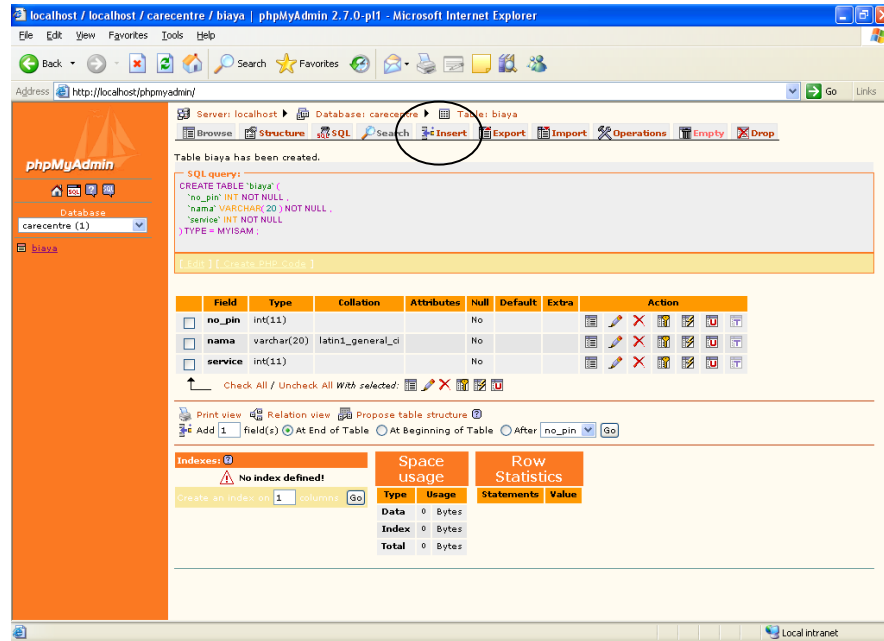 localhost / localhost / carecentre / biaya | phpMyAdmin 2.7.0-pl1 - Microsoft Internet Explorer
File Edit View Favorites Tools Help
Back Search Favorites
Address http://localhost/phpmyadmin/ Go Links
Server: localhost Database: carecentre Table: biaya
Browse Structure SQL Search Insert Export Import Operations Empty Drop
phpMyAdmin
Database
carecentre (1)
biaya
Table biaya has been created.
SQL query:
CREATE TABLE `biaya` (
`no_pin` INT NOT NULL ,
`nama` VARCHAR( 20 ) NOT NULL ,
`service` INT NOT NULL
) TYPE = MYISAM ;
[ Edit ] [ Create PHP Code ]
Field Type Collation Attributes Null Default Extra Action
no_pin int(11) No
nama varchar(20) latin1_general_ci No
service int(11) No
Check All / Uncheck All With selected:
Print view Relation view Propose table structure
Add 1 field(s) At End of Table At Beginning of Table After no_pin Go
Indexes:
No index defined!
Create an index on 1 columns Go
Space usage
Type Usage
Data 0 Bytes
Index 0 Bytes
Total 0 Bytes
Row Statistics
Statements Value
Local intranet